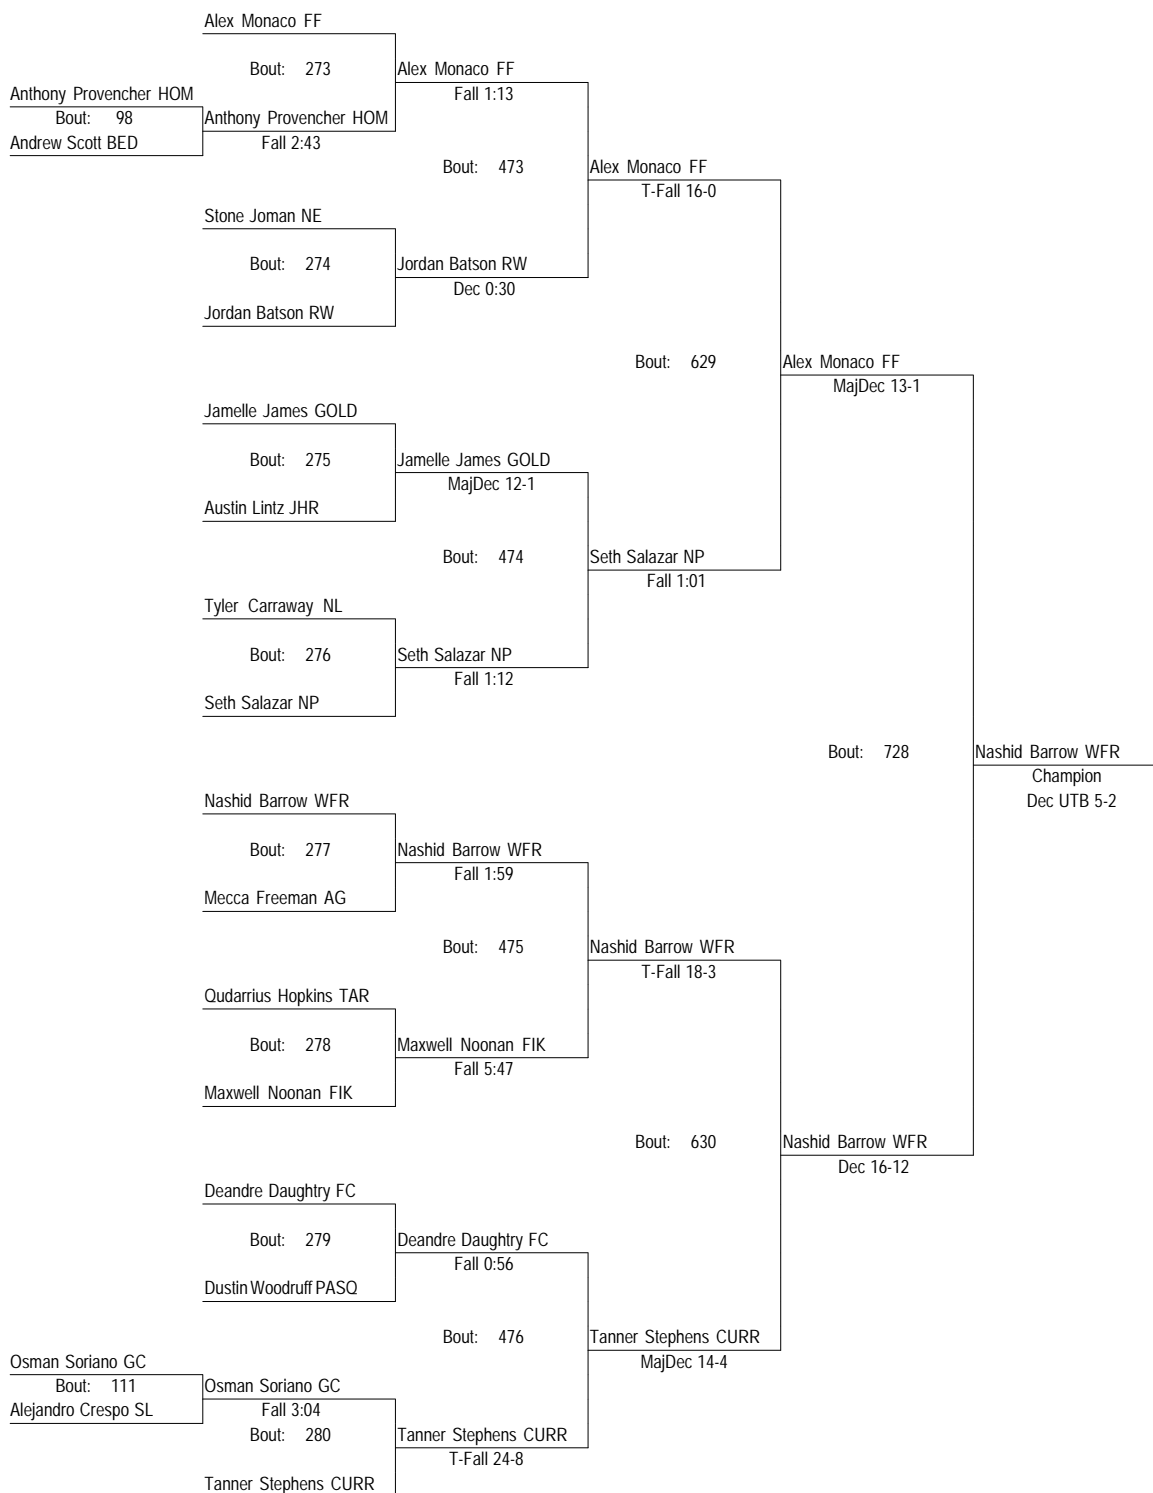 Alex Monaco FF
Bout: 273
Alex Monaco FF
Fall 1:13
Anthony Provencher HOM
Bout: 98
Anthony Provencher HOM
Andrew Scott BED
Fall 2:43
Bout: 473
Alex Monaco FF
T-Fall 16-0
Stone Joman NE
Bout: 274
Jordan Batson RW
Dec 0:30
Jordan Batson RW
Bout: 629
Alex Monaco FF
MajDec 13-1
Jamelle James GOLD
Bout: 275
Jamelle James GOLD
MajDec 12-1
Austin Lintz JHR
Bout: 474
Seth Salazar NP
Fall 1:01
Tyler Carraway NL
Bout: 276
Seth Salazar NP
Fall 1:12
Seth Salazar NP
Bout: 728
Nashid Barrow WFR
Champion
Dec UTB 5-2
Nashid Barrow WFR
Bout: 277
Nashid Barrow WFR
Fall 1:59
Mecca Freeman AG
Bout: 475
Nashid Barrow WFR
T-Fall 18-3
Qudarrius Hopkins TAR
Bout: 278
Maxwell Noonan FIK
Fall 5:47
Maxwell Noonan FIK
Bout: 630
Nashid Barrow WFR
Dec 16-12
Deandre Daughtry FC
Bout: 279
Deandre Daughtry FC
Fall 0:56
Dustin Woodruff PASQ
Bout: 476
Tanner Stephens CURR
MajDec 14-4
Osman Soriano GC
Bout: 111
Osman Soriano GC
Alejandro Crespo SL
Fall 3:04
Bout: 280
Tanner Stephens CURR
T-Fall 24-8
Tanner Stephens CURR